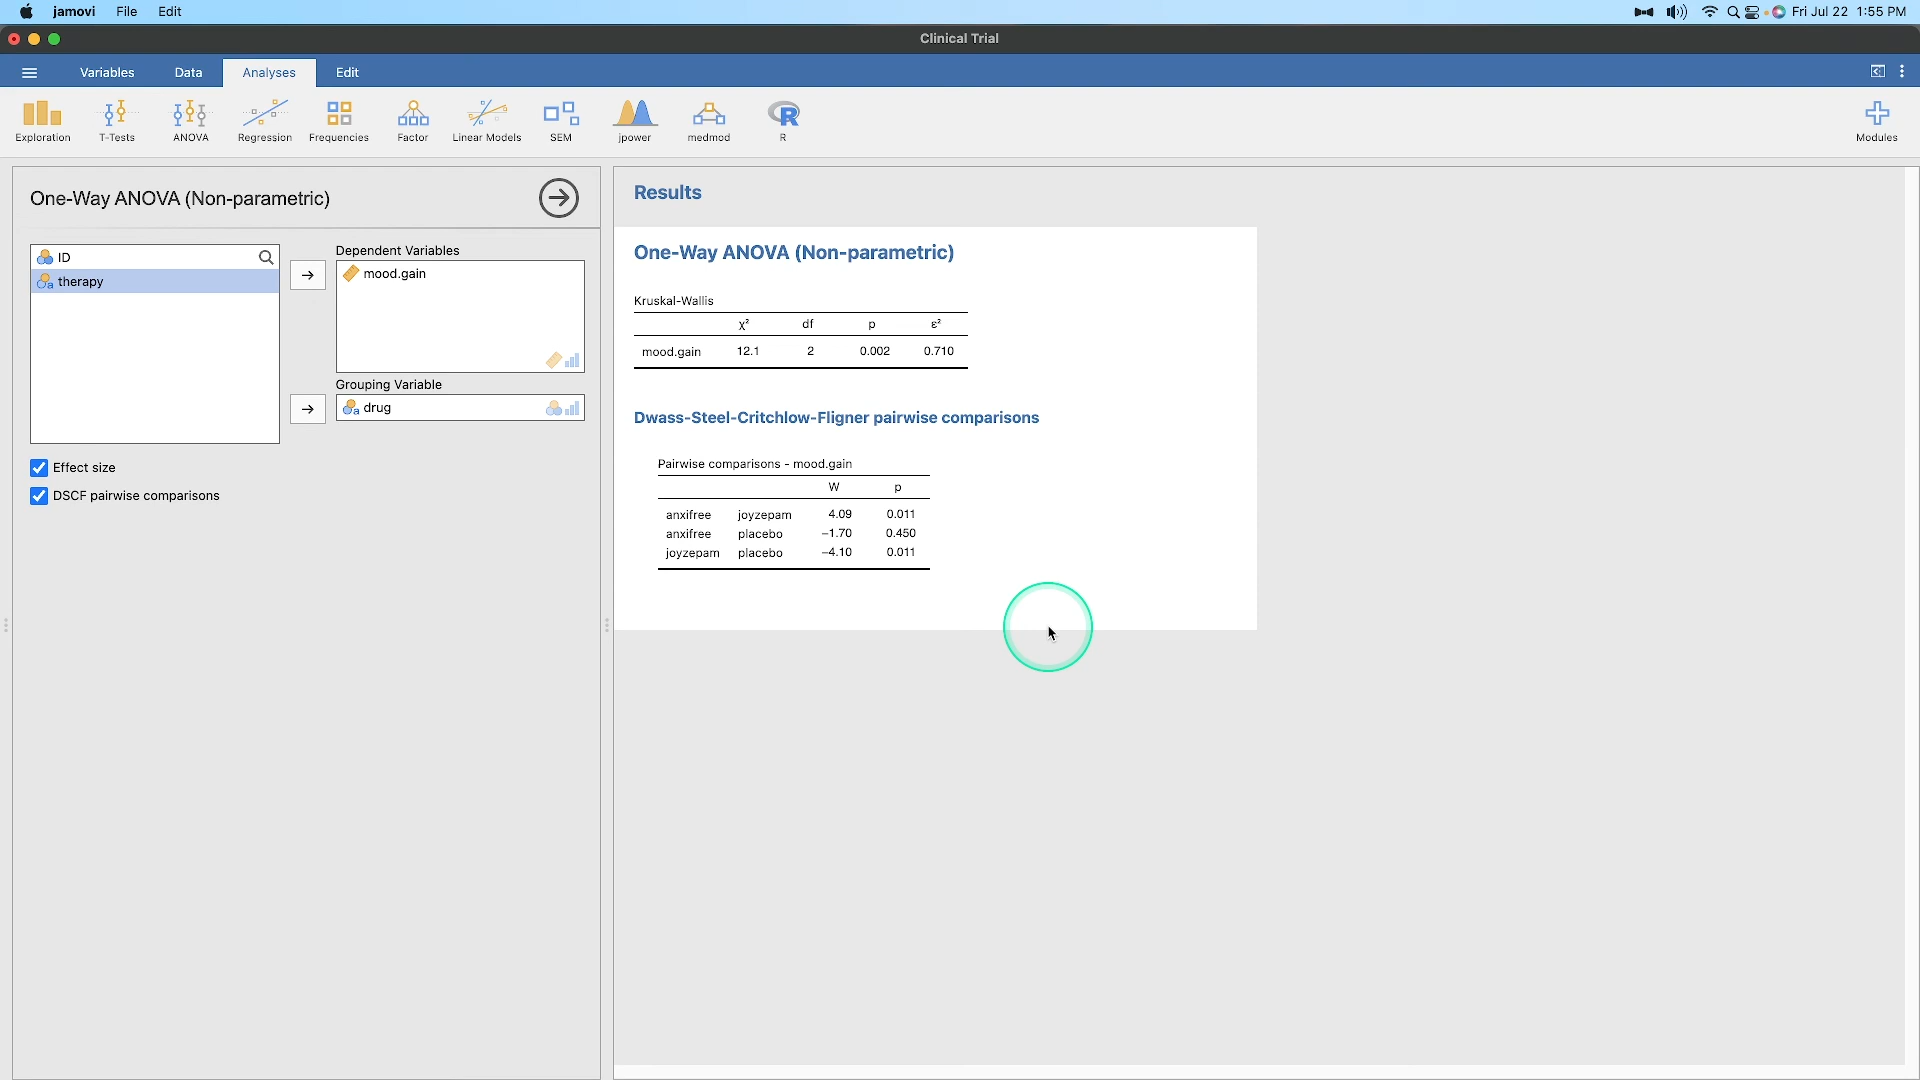 jamovi File Edit Fri Jul 22 1:55 PM
Clinical Trial
Variables Data Analyses Edit
Exploration T-Tests ANOVA Regression Frequencies Factor Linear Models SEM jpower medmod R Modules
One-Way ANOVA (Non-parametric)
ID
therapy
Dependent Variables
mood.gain
Grouping Variable
drug
Effect size
DSCF pairwise comparisons
Results
One-Way ANOVA (Non-parametric)
Kruskal-Wallis
χ² df p ε²
mood.gain 12.1 2 0.002 0.710
Dwass-Steel-Critchlow-Fligner pairwise comparisons
Pairwise comparisons - mood.gain
W p
anxifree joyzepam 4.09 0.011
anxifree placebo −1.70 0.450
joyzepam placebo −4.10 0.011